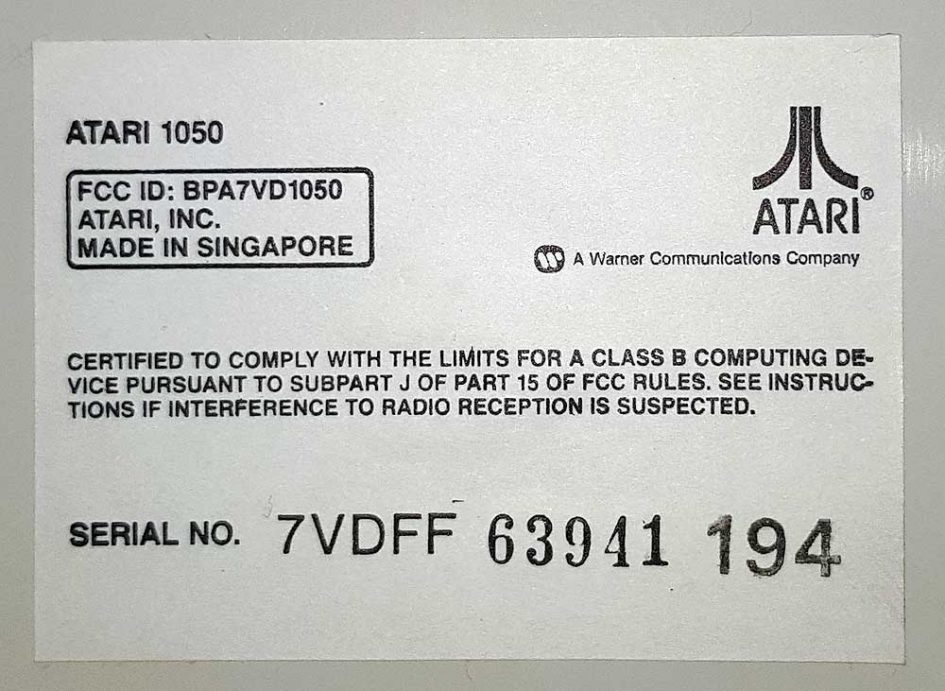 ATARI 1050
FCC ID: BPA7VD1050
ATARI, INC.
MADE IN SINGAPORE
ATARI®
A Warner Communications Company
CERTIFIED TO COMPLY WITH THE LIMITS FOR A CLASS B COMPUTING DE-
VICE PURSUANT TO SUBPART J OF PART 15 OF FCC RULES. SEE INSTRUC-
TIONS IF INTERFERENCE TO RADIO RECEPTION IS SUSPECTED.
SERIAL NO. 7VDFF 63941 194